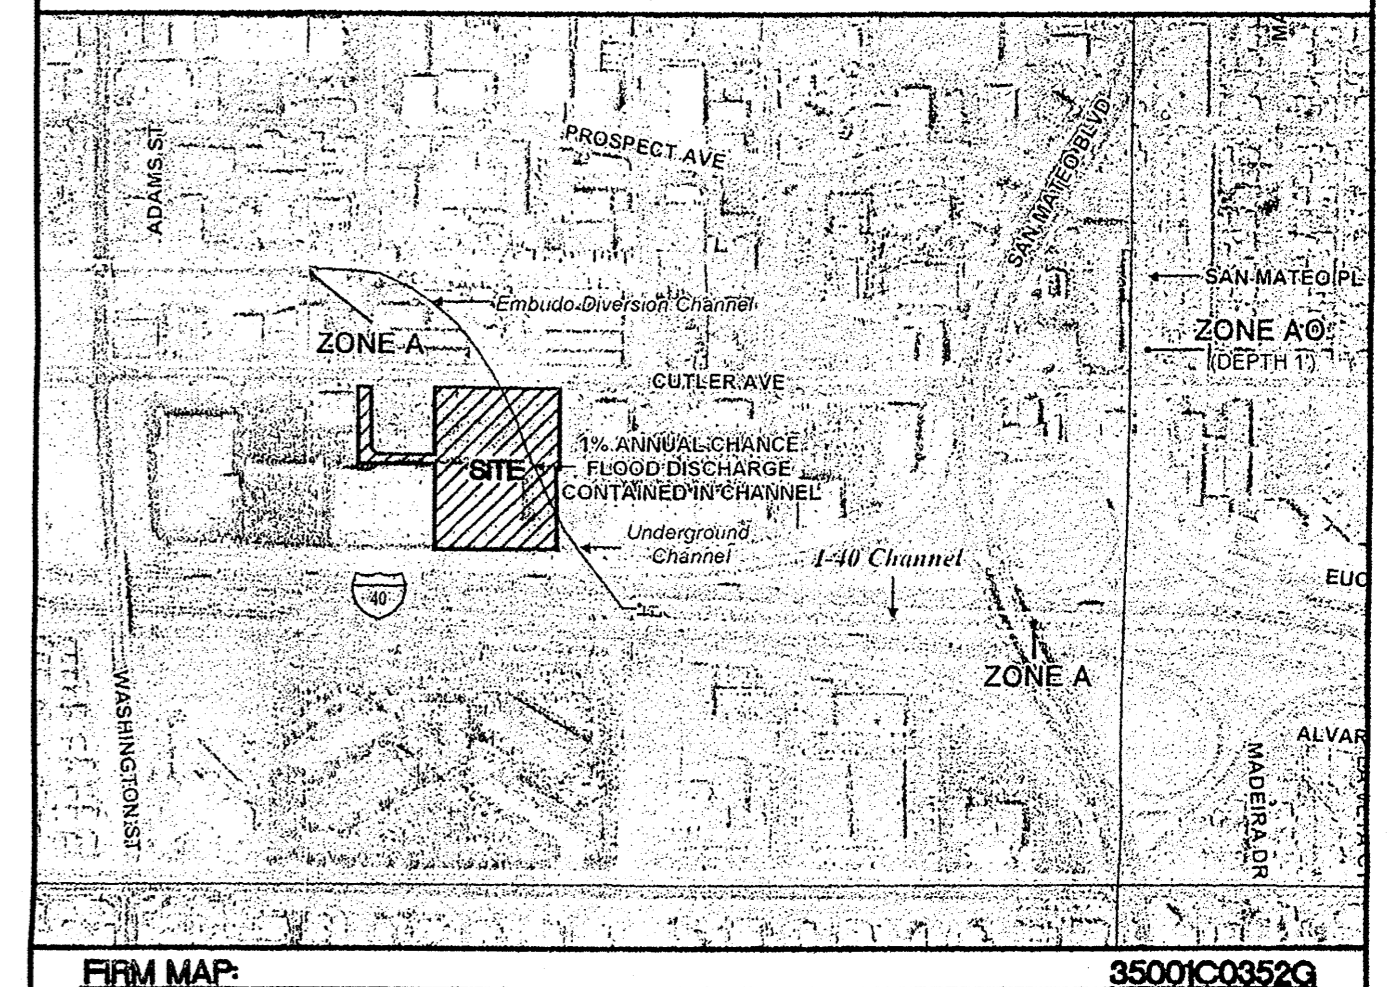 MA
PROSPECT AVE
ADAMS ST
SAN MATEO BLVD
SAN MATEO PL
Embudo Diversion Channel
ZONE A
ZONE AO
(DEPTH 1')
CUTLER AVE
1% ANNUAL CHANCE
FLOOD DISCHARGE
CONTAINED IN CHANNEL
SITE
Underground
Channel
I-40 Channel
EUC
40
ZONE A
WASHINGTON ST
ALVAR
MADEIRA DR
FIRM MAP:
35001C0352G